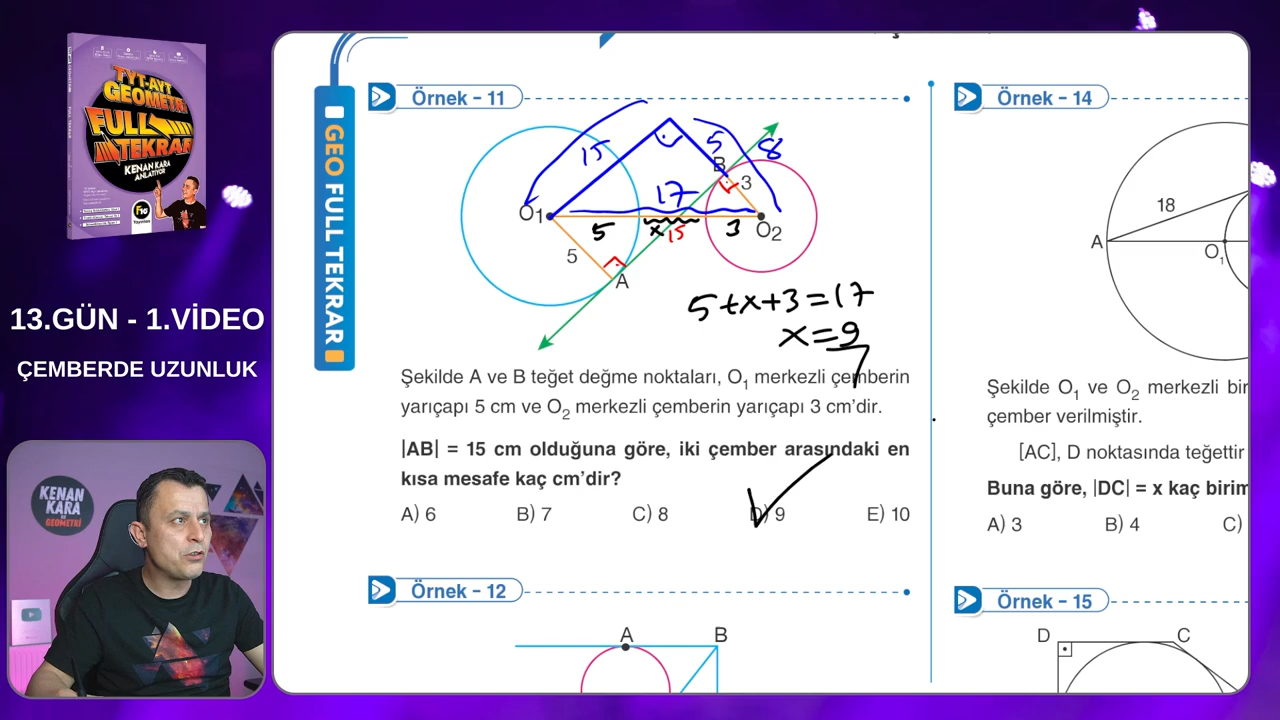 TYT-AYT
GEOMETRİ
FULL
TEKRAR
KENAN KARA
ANLATIYOR
13.GÜN - 1.VİDEO
ÇEMBERDE UZUNLUK
KENAN
KARA
GEOMETRİ
GEO FULL TEKRAR
Örnek - 11
15
5
8
B
3
17
O1
5
x
15
3
O2
5
A
5+x+3=17
x=9
Şekilde A ve B teğet değme noktaları, O1 merkezli çemberin
yarıçapı 5 cm ve O2 merkezli çemberin yarıçapı 3 cm'dir.
|AB| = 15 cm olduğuna göre, iki çember arasındaki en
kısa mesafe kaç cm'dir?
A) 6 B) 7 C) 8 D) 9 E) 10
Örnek - 12
A B
Örnek - 14
18
A
O1
Şekilde O1 ve O2 merkezli bir
çember verilmiştir.
[AC], D noktasında teğettir
Buna göre, |DC| = x kaç birim
A) 3 B) 4 C)
Örnek - 15
D C